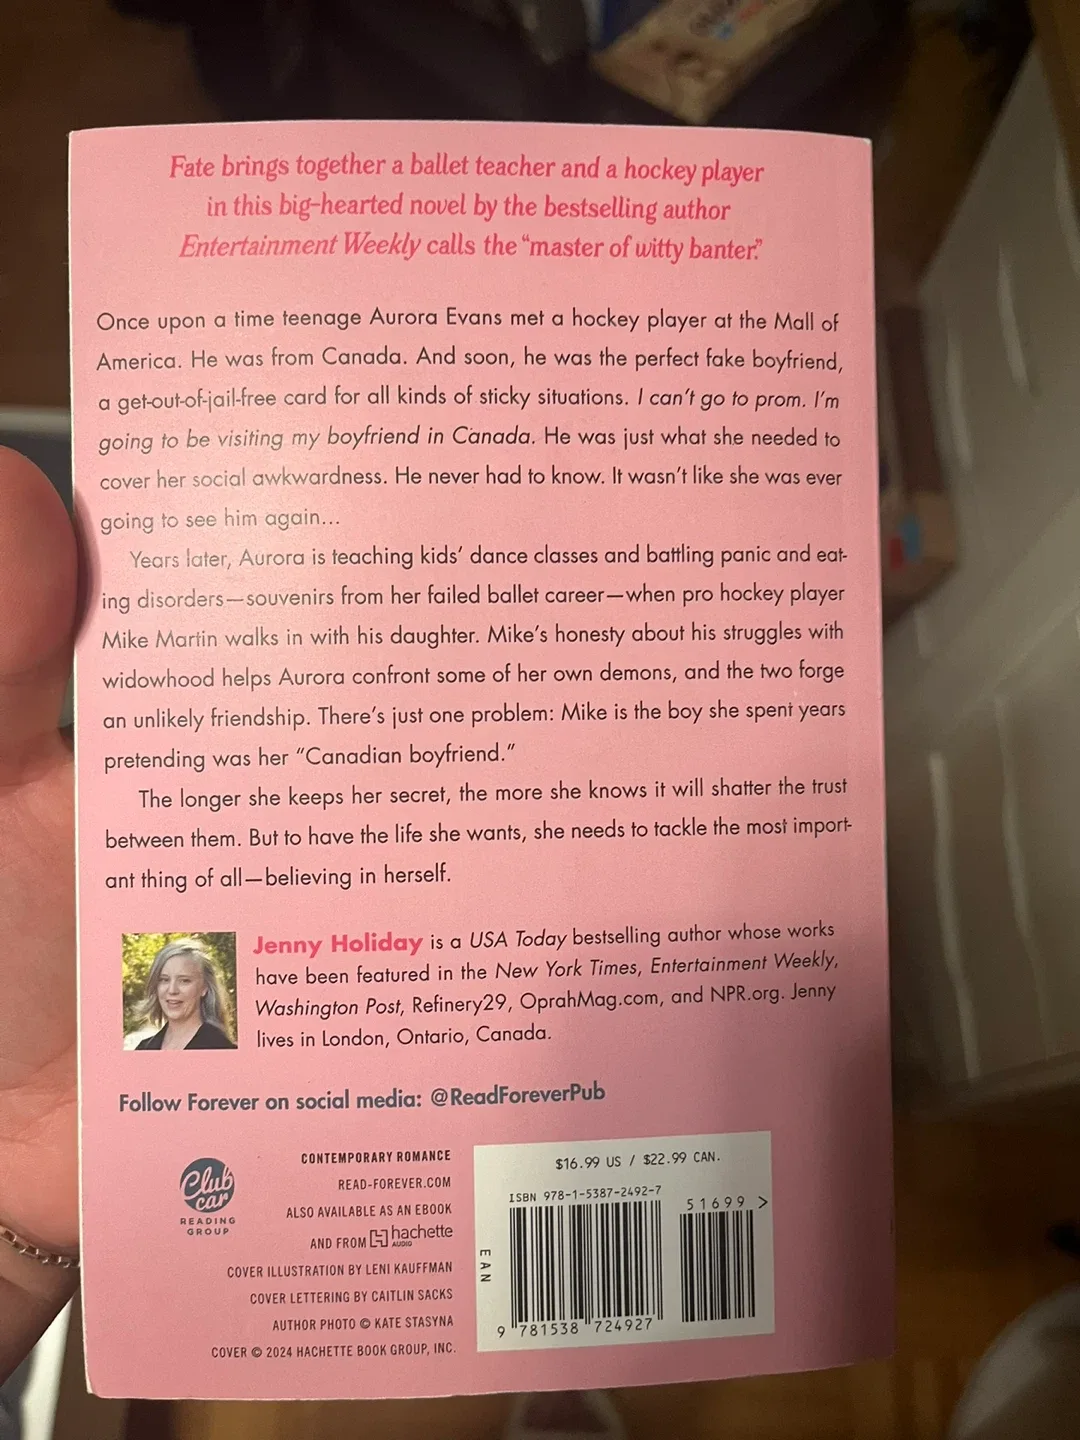 Fate brings together a ballet teacher and a hockey player
in this big-hearted novel by the bestselling author
Entertainment Weekly calls the “master of witty banter.”
Once upon a time teenage Aurora Evans met a hockey player at the Mall of
America. He was from Canada. And soon, he was the perfect fake boyfriend,
a get-out-of-jail-free card for all kinds of sticky situations. I can’t go to prom. I’m
going to be visiting my boyfriend in Canada. He was just what she needed to
cover her social awkwardness. He never had to know. It wasn’t like she was ever
going to see him again...
Years later, Aurora is teaching kids’ dance classes and battling panic and eat-
ing disorders—souvenirs from her failed ballet career—when pro hockey player
Mike Martin walks in with his daughter. Mike’s honesty about his struggles with
widowhood helps Aurora confront some of her own demons, and the two forge
an unlikely friendship. There’s just one problem: Mike is the boy she spent years
pretending was her “Canadian boyfriend.”
The longer she keeps her secret, the more she knows it will shatter the trust
between them. But to have the life she wants, she needs to tackle the most import-
ant thing of all—believing in herself.
Jenny Holiday is a USA Today bestselling author whose works
have been featured in the New York Times, Entertainment Weekly,
Washington Post, Refinery29, OprahMag.com, and NPR.org. Jenny
lives in London, Ontario, Canada.
Follow Forever on social media: @ReadForeverPub
Club
car
READING
GROUP
CONTEMPORARY ROMANCE
READ-FOREVER.COM
ALSO AVAILABLE AS AN EBOOK
AND FROM hachette
AUDIO
COVER ILLUSTRATION BY LENI KAUFFMAN
COVER LETTERING BY CAITLIN SACKS
AUTHOR PHOTO © KATE STASYNA
COVER © 2024 HACHETTE BOOK GROUP, INC.
$16.99 US / $22.99 CAN.
ISBN 978-1-5387-2492-7
51699 >
EAN
9 781538 724927